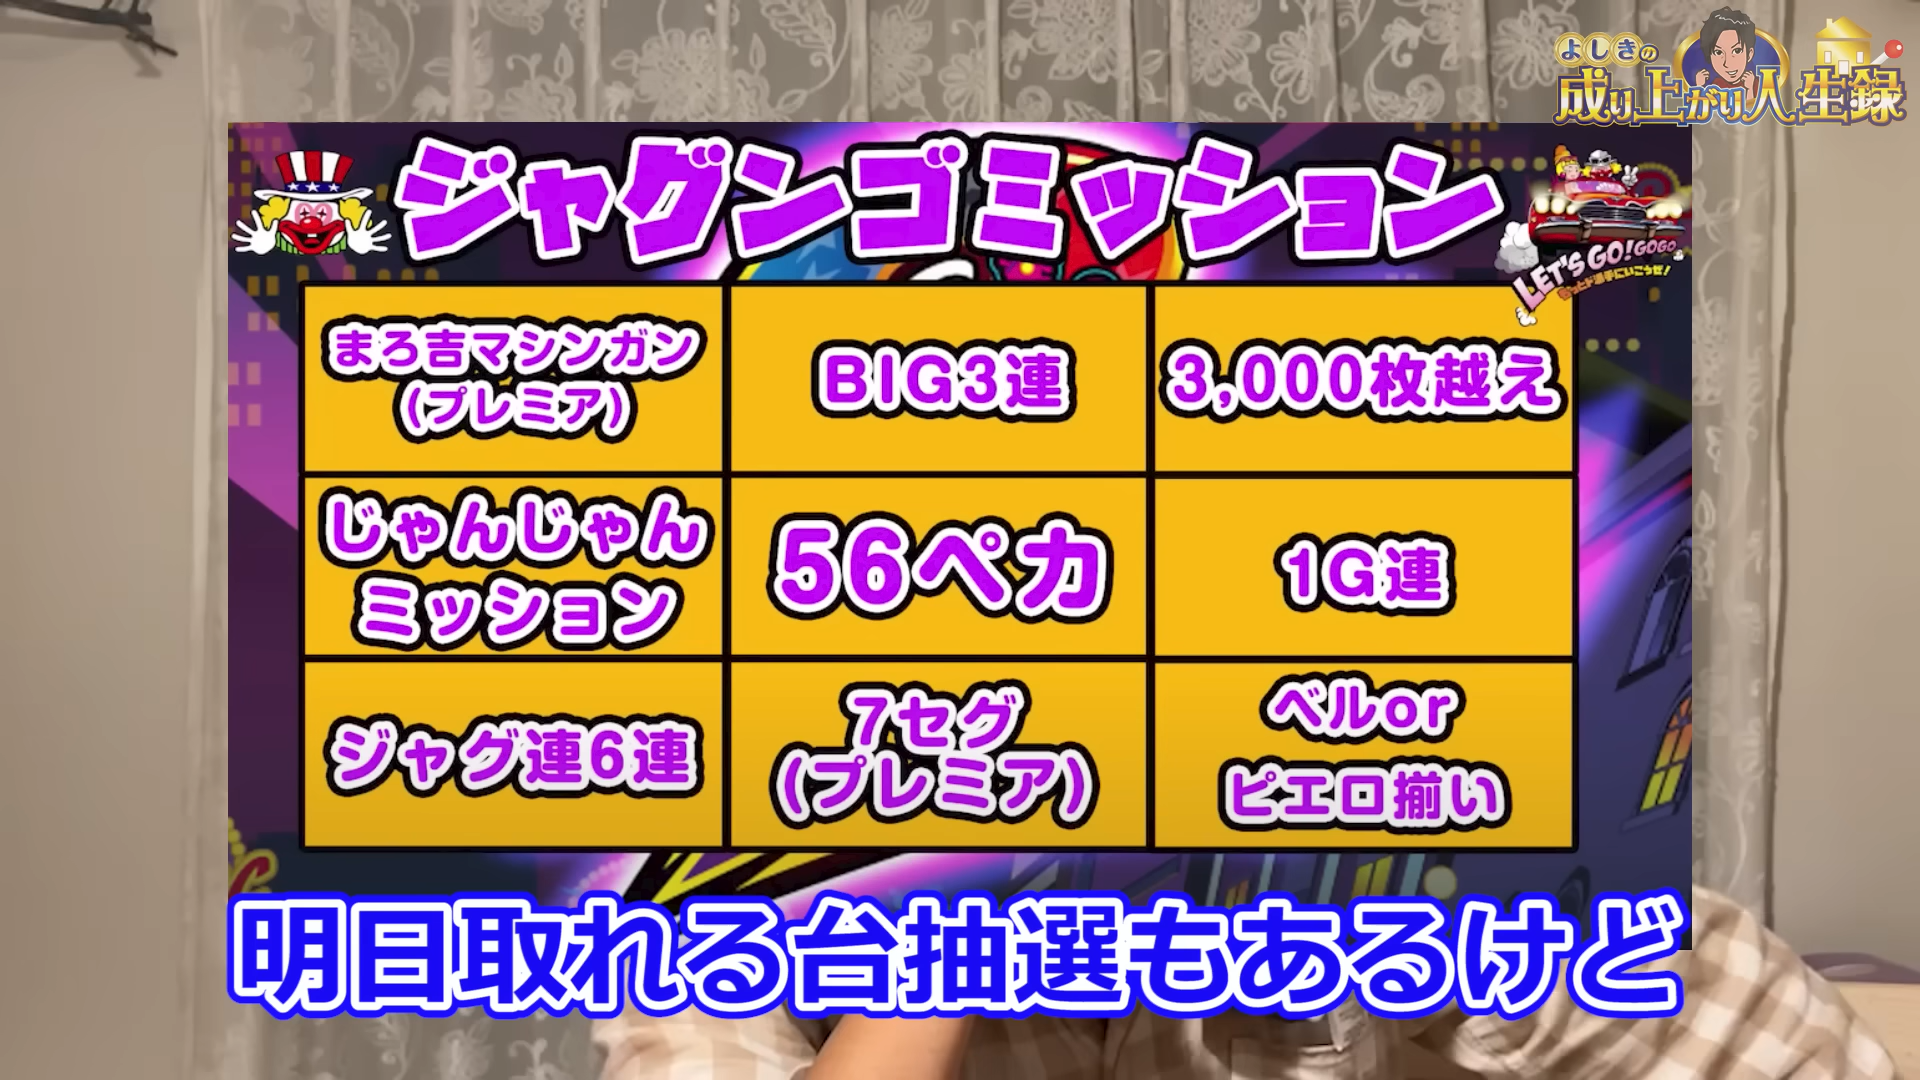 よしきの
成り上がり人生録
ジャグンゴミッション
LET'S GO!GOGO
まろ吉マシンガン
(プレミア)
BIG3連
3,000枚越え
じゃんじゃん
ミッション
56ペカ
1G連
ジャグ連6連
7セグ
(プレミア)
ベルor
ピエロ揃い
明日取れる台抽選もあるけど